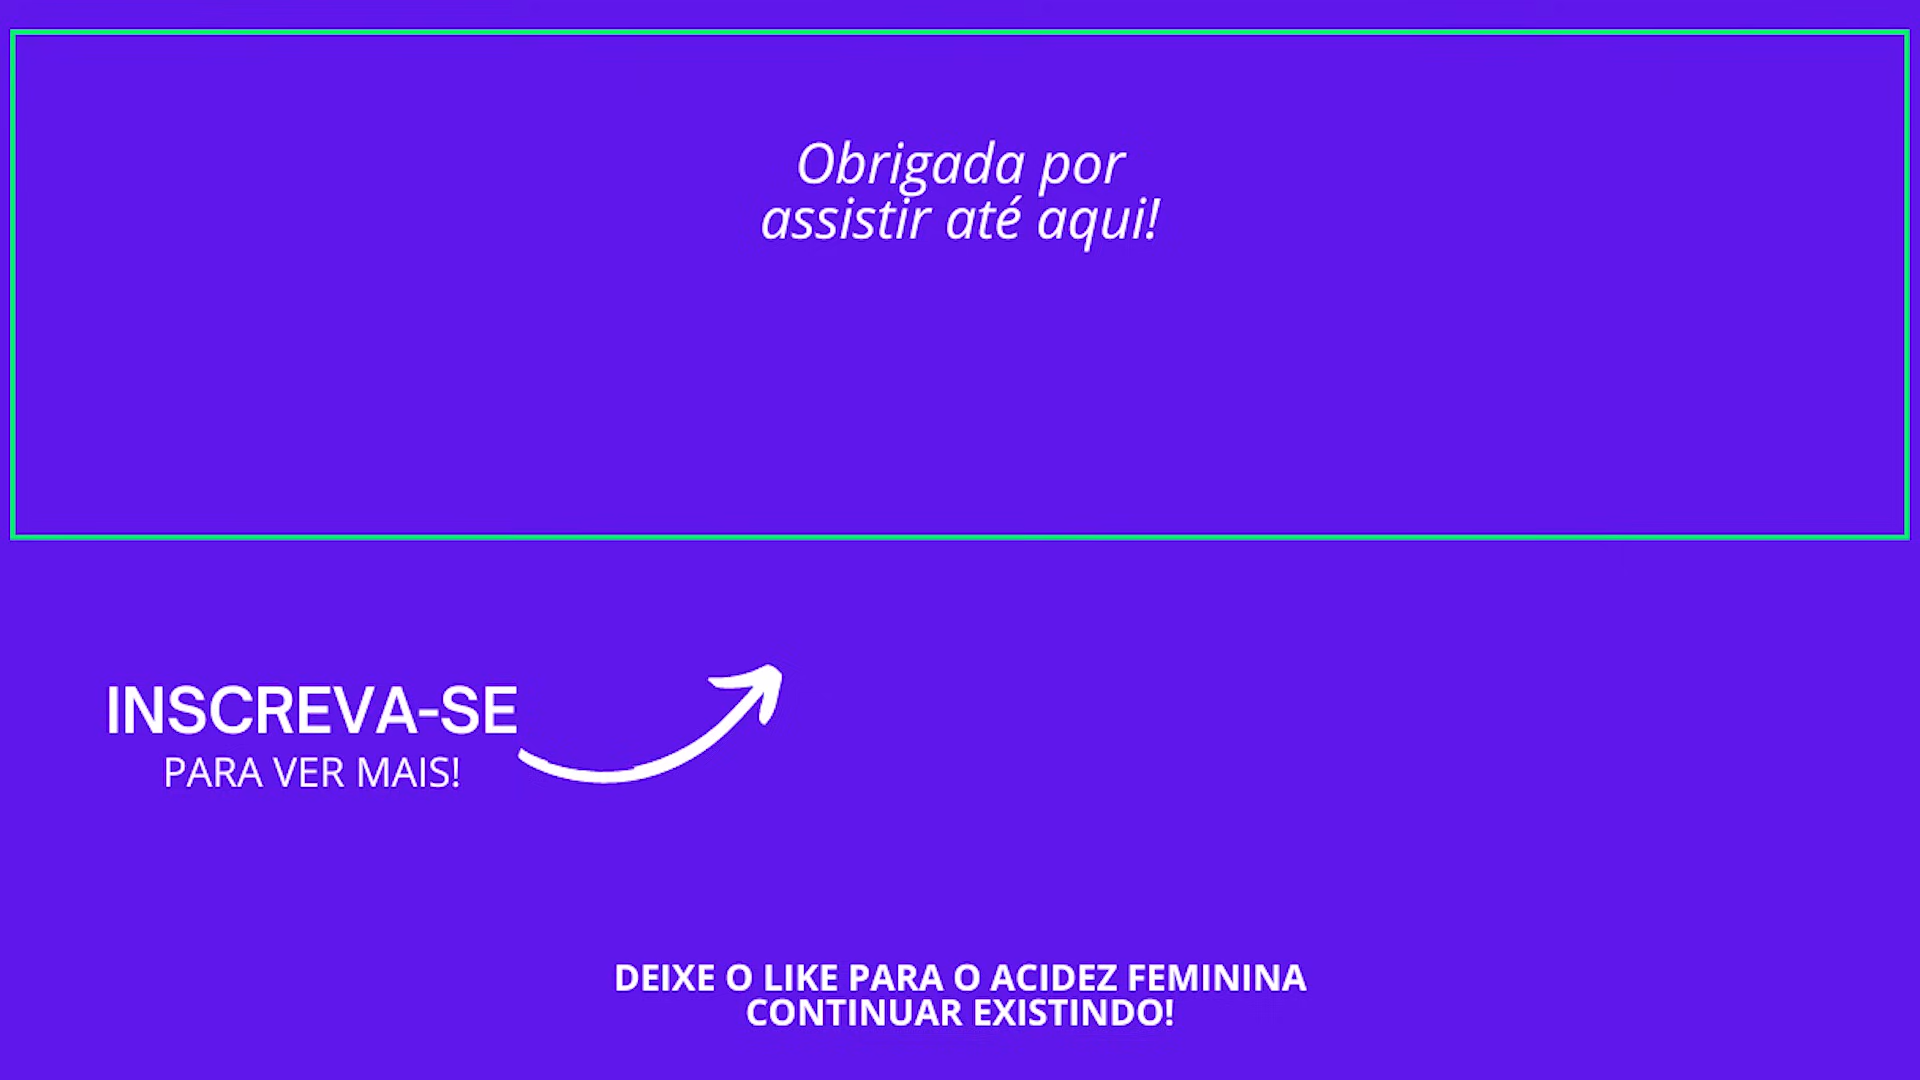 Obrigada por
assistir até aqui!
INSCREVA-SE
PARA VER MAIS!
DEIXE O LIKE PARA O ACIDEZ FEMININA
CONTINUAR EXISTINDO!